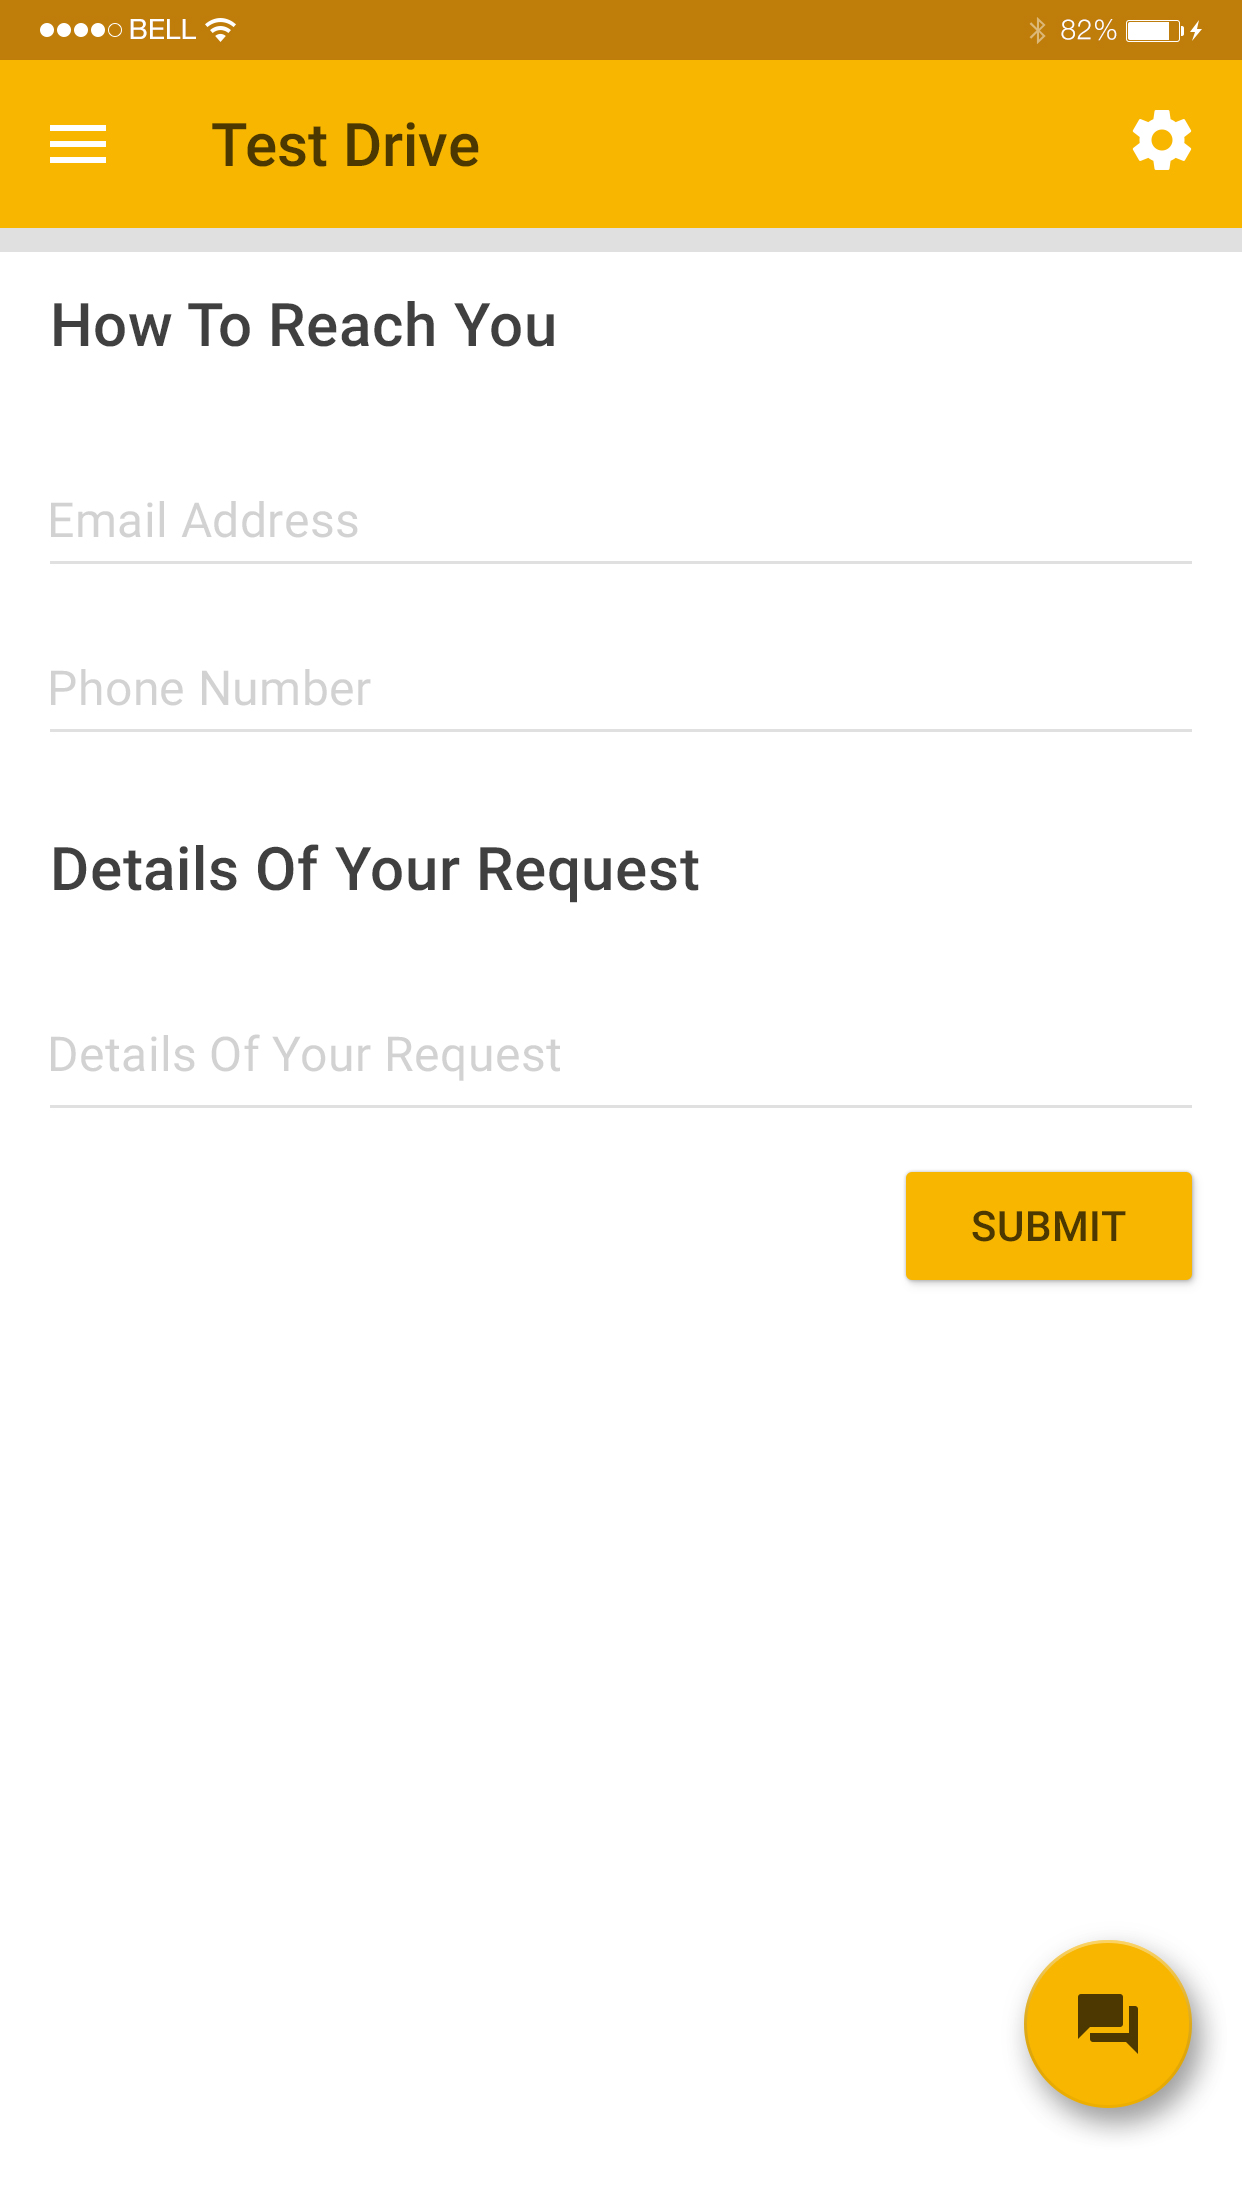 BELL 82%
Test Drive
How To Reach You
Email Address
Phone Number
Details Of Your Request
Details Of Your Request
SUBMIT